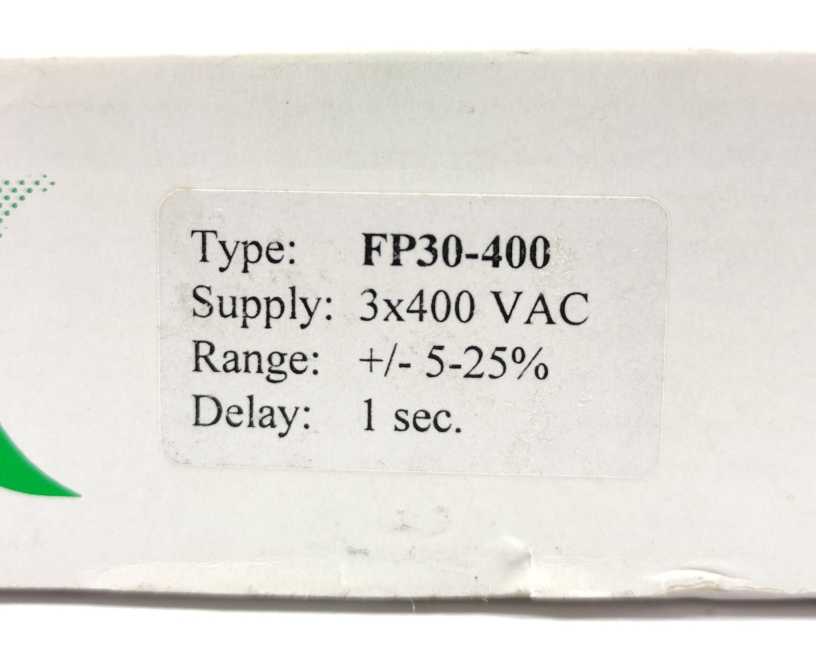 Type: FP30-400
Supply: 3x400 VAC
Range: +/- 5-25%
Delay: 1 sec.